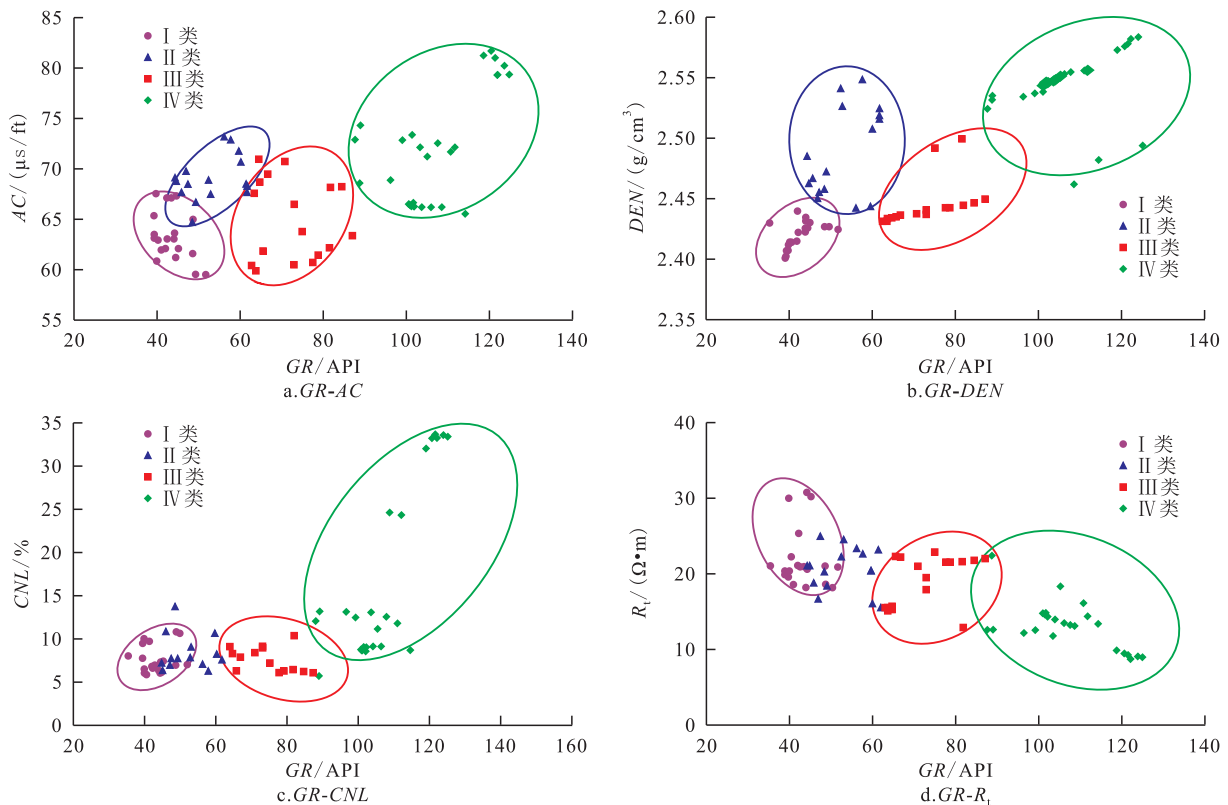 85
80
75
70
65
60
55
AC/(μs/ft)
Ⅰ 类
Ⅱ类
Ⅲ类
Ⅳ类
20
40
60
80
100
120
140
GR/API
a.GR-AC
2.60
2.55
2.50
2.45
2.40
2.35
DEN/(g/cm³)
Ⅰ 类
Ⅱ类
Ⅲ类
Ⅳ类
20
40
60
80
100
120
140
GR/API
b.GR-DEN
35
30
25
20
15
10
5
0
CNL/%
Ⅰ 类
Ⅱ类
Ⅲ类
Ⅳ类
20
40
60
80
100
120
140
160
GR/API
c.GR-CNL
40
30
20
10
0
Rt/(Ω•m)
Ⅰ 类
Ⅱ类
Ⅲ类
Ⅳ类
20
40
60
80
100
120
140
GR/API
d.GR-Rt